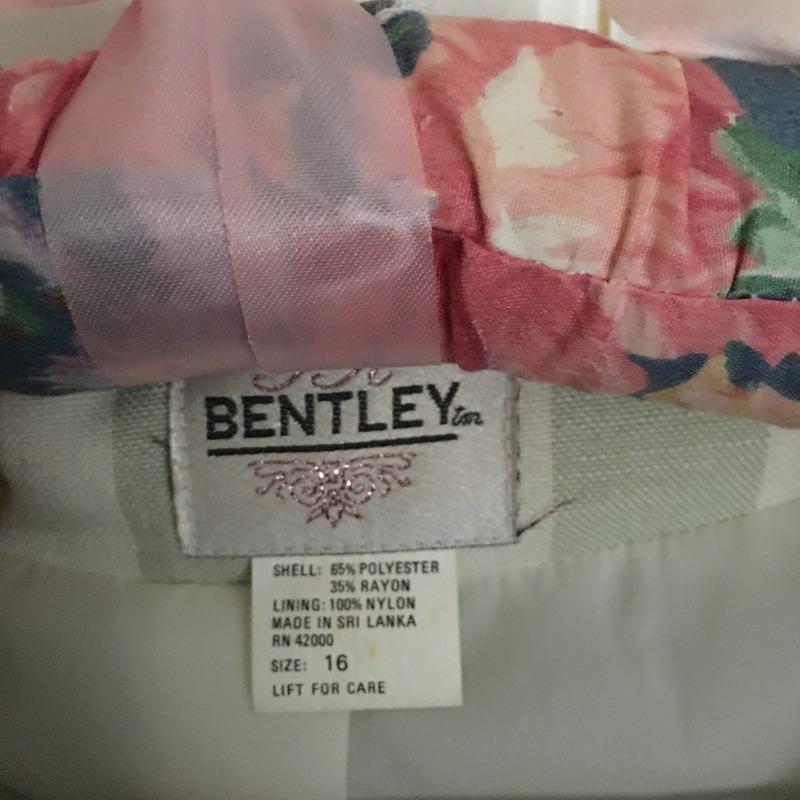 BENTLEY tm
SHELL: 65% POLYESTER
35% RAYON
LINING: 100% NYLON
MADE IN SRI LANKA
RN 42000
SIZE: 16
LIFT FOR CARE